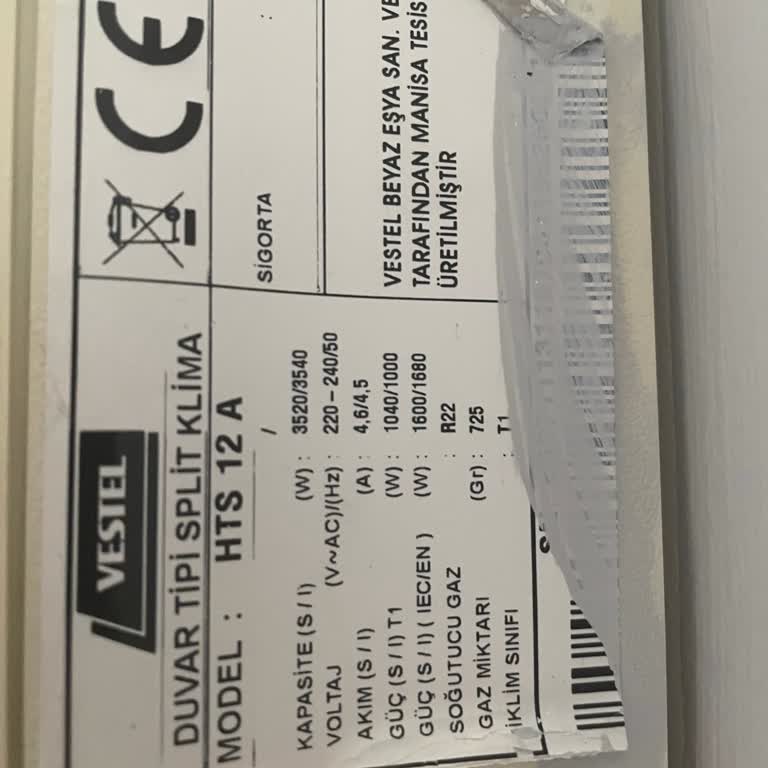 VESTEL
CE
DUVAR TİPİ SPLİT KLİMA
MODEL : HTS 12 A
/
SİGORTA
KAPASİTE (S / I) (W) : 3520/3540
VOLTAJ (V~AC)/(Hz) : 220 – 240/50
AKIM (S / I) (A) : 4,6/4,5
GÜÇ (S / I) T1 (W) : 1040/1000
GÜÇ (S / I) ( IEC/EN ) (W) : 1600/1680
SOĞUTUCU GAZ : R22
GAZ MİKTARI (Gr) : 725
İKLİM SINIFI : T1
VESTEL BEYAZ EŞYA SAN. VE
TARAFINDAN MANİSA TESİS
ÜRETİLMİŞTİR